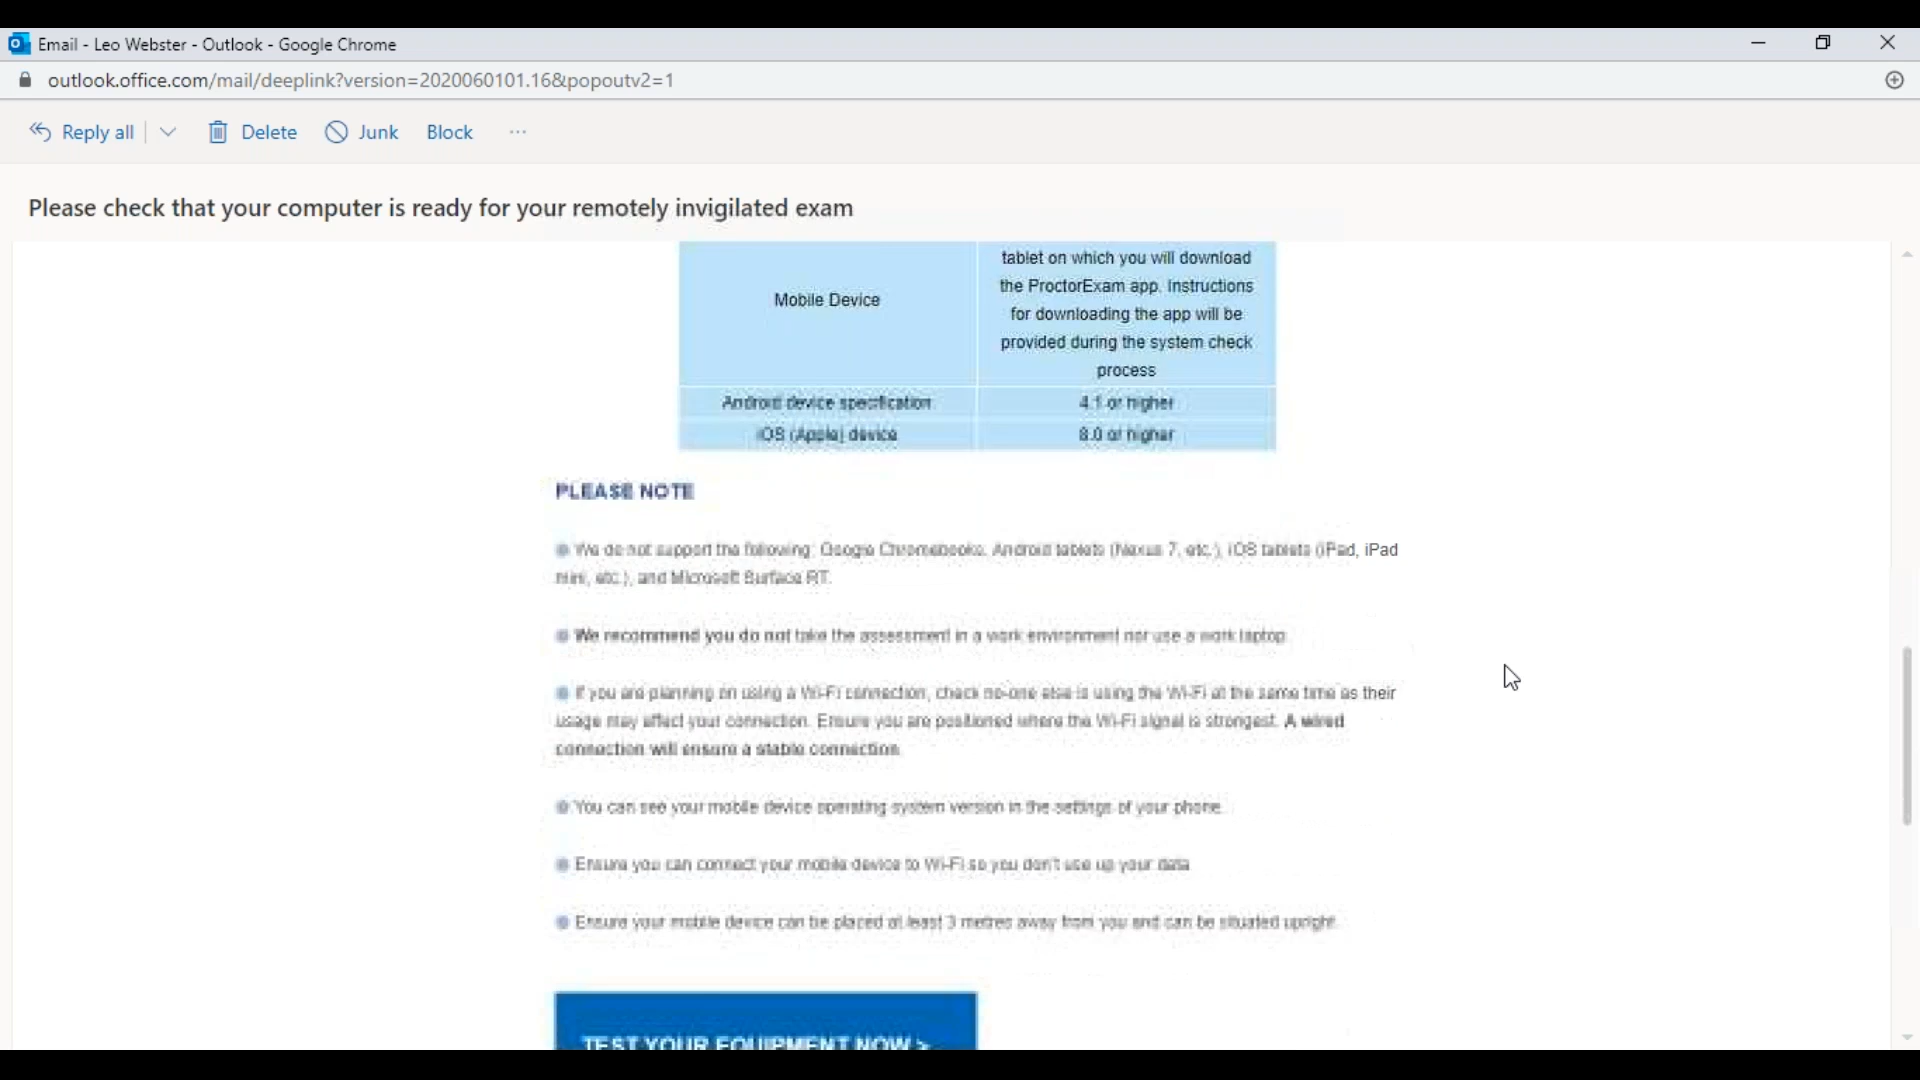 Email - Leo Webster - Outlook - Google Chrome
outlook.office.com/mail/deeplink?version=2020060101.16&popoutv2=1
Reply all
Delete
Junk
Block
...
Please check that your computer is ready for your remotely invigilated exam
tablet on which you will download
the ProctorExam app. Instructions
Mobile Device
for downloading the app will be
provided during the system check
process
Android device specification 4.1 or higher
iOS (Apple) device 8.0 or higher
PLEASE NOTE
We do not support the following: Google Chromebooks, Android tablets (Nexus 7, etc.), iOS tablets (iPad, iPad
mini, etc.), and Microsoft Surface RT.
We recommend you do not take the assessment in a work environment nor use a work laptop.
If you are planning on using a Wi-Fi connection, check no-one else is using the Wi-Fi at the same time as their
usage may affect your connection. Ensure you are positioned where the Wi-Fi signal is strongest. A wired
connection will ensure a stable connection.
You can see your mobile device operating system version in the settings of your phone.
Ensure you can connect your mobile device to Wi-Fi so you don't use up your data
Ensure your mobile device can be placed at least 3 metres away from you and can be situated upright.
TEST YOUR EQUIPMENT NOW >